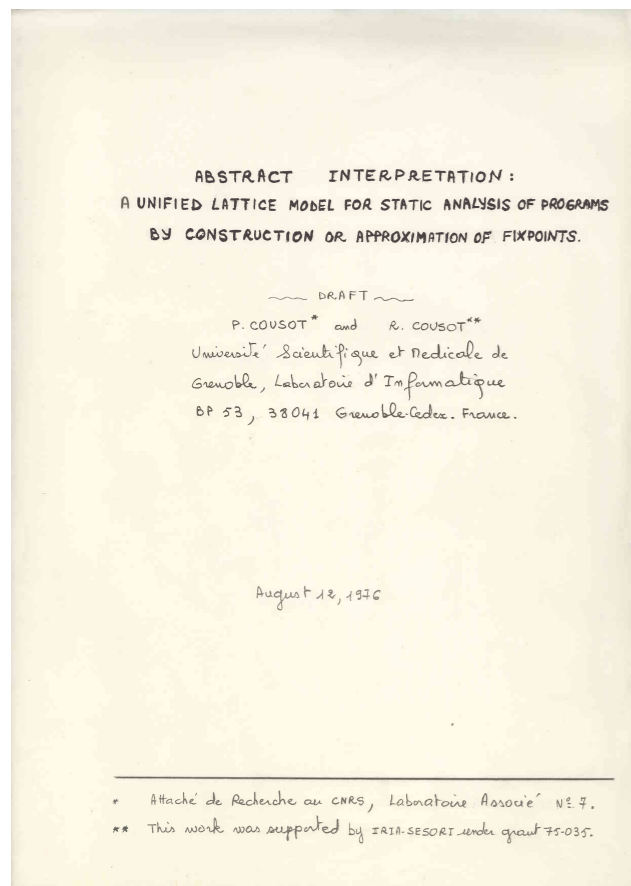 ABSTRACT INTERPRETATION :
A UNIFIED LATTICE MODEL FOR STATIC ANALYSIS OF PROGRAMS
BY CONSTRUCTION OR APPROXIMATION OF FIXPOINTS.
DRAFT
P. COUSOT* and R. COUSOT**
Université Scientifique et Medicale de
Grenoble, Laboratoire d'Informatique
BP 53, 38041 Grenoble-Cedex. France.
August 12, 1976
* Attaché de Recherche au CNRS, Laboratoire Associé Nº 7.
** This work was supported by IRIA-SESORI under grant 75-035.